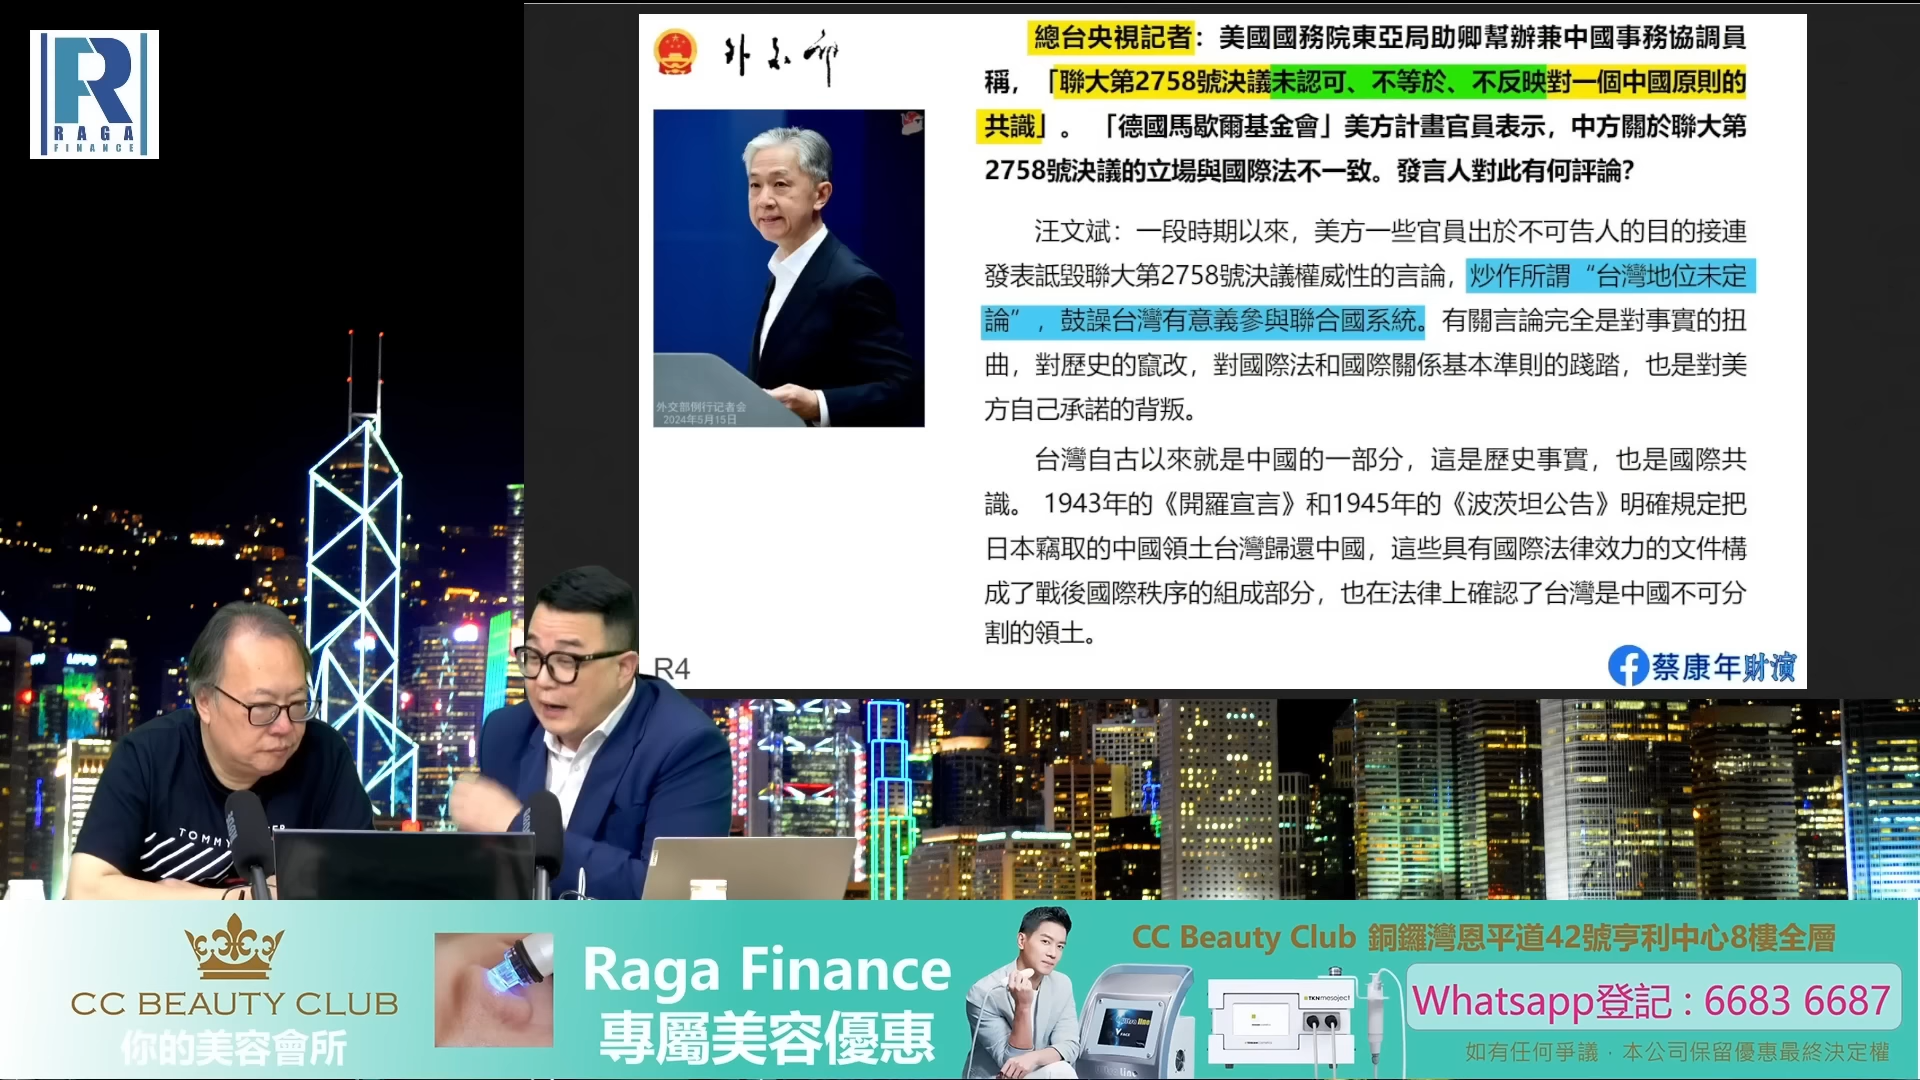 RAGA
FINANCE
外交部
總台央視記者：美國國務院東亞局助卿幫辦兼中國事務協調員
稱，「聯大第2758號決議未認可、不等於、不反映對一個中國原則的
共識」。「德國馬歇爾基金會」美方計畫官員表示，中方關於聯大第
2758號決議的立場與國際法不一致。發言人對此有何評論？
汪文斌：一段時期以來，美方一些官員出於不可告人的目的接連
發表詆毀聯大第2758號決議權威性的言論，炒作所謂“台灣地位未定
論”，鼓譟台灣有意義參與聯合國系統。有關言論完全是對事實的扭
曲，對歷史的竄改，對國際法和國際關係基本準則的踐踏，也是對美
方自己承諾的背叛。
台灣自古以來就是中國的一部分，這是歷史事實，也是國際共
識。 1943年的《開羅宣言》和1945年的《波茨坦公告》明確規定把
日本竊取的中國領土台灣歸還中國，這些具有國際法律效力的文件構
成了戰後國際秩序的組成部分，也在法律上確認了台灣是中國不可分
割的領土。
外交部例行记者会
2024年5月15日
R4
蔡康年財演
LIPPO
TOMMY
CC BEAUTY CLUB
你的美容會所
Raga Finance
專屬美容優惠
CC Beauty Club 銅鑼灣恩平道42號亨利中心8樓全層
Whatsapp登記 : 6683 6687
如有任何爭議，本公司保留優惠最終決定權